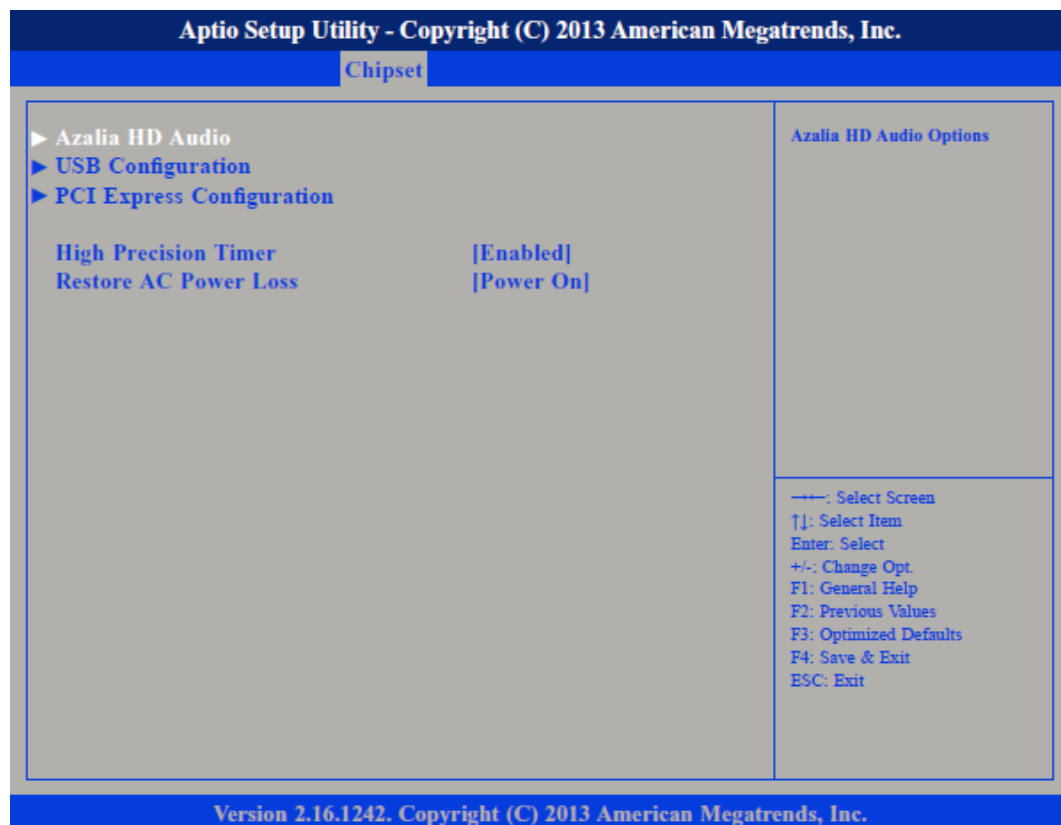 Aptio Setup Utility - Copyright (C) 2013 American Megatrends, Inc.
Chipset
► Azalia HD Audio
► USB Configuration
► PCI Express Configuration
High Precision Timer [Enabled]
Restore AC Power Loss [Power On]
Azalia HD Audio Options
→←: Select Screen
↑↓: Select Item
Enter: Select
+/-: Change Opt.
F1: General Help
F2: Previous Values
F3: Optimized Defaults
F4: Save & Exit
ESC: Exit
Version 2.16.1242. Copyright (C) 2013 American Megatrends, Inc.